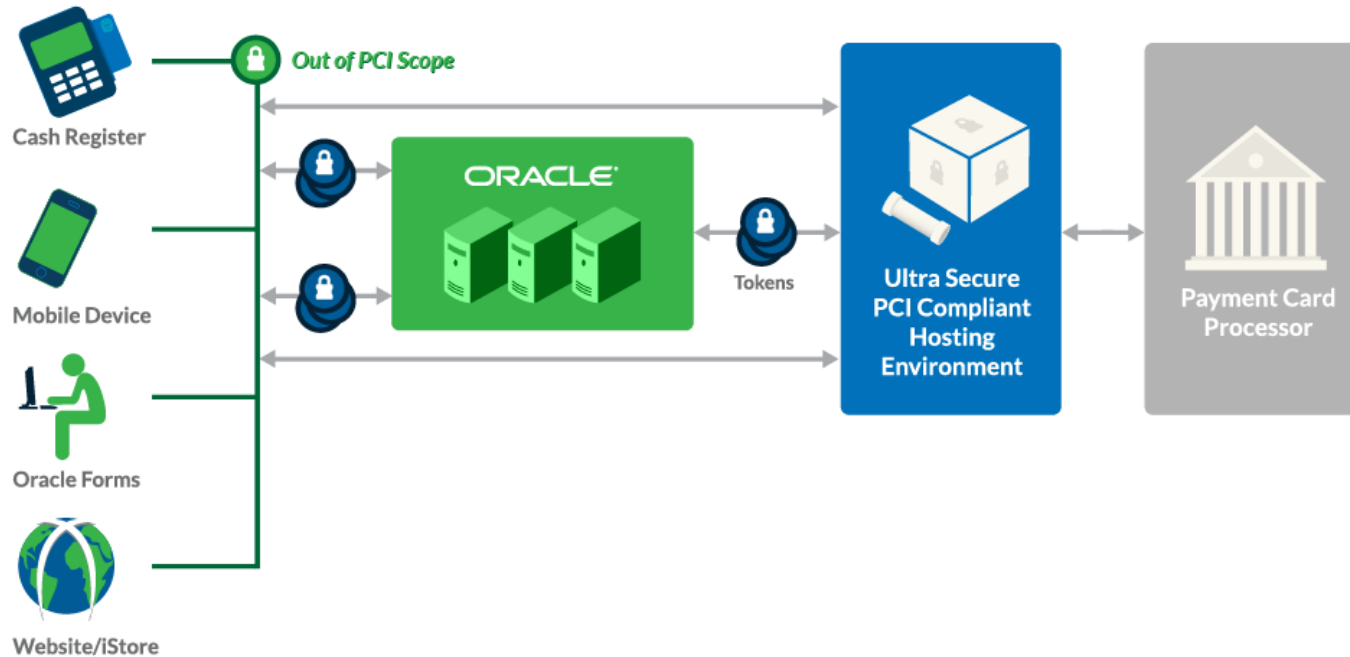 Out of PCI Scope
Cash Register
ORACLE®
Mobile Device
Tokens
Ultra Secure
PCI Compliant
Hosting
Environment
Payment Card
Processor
Oracle Forms
Website/iStore